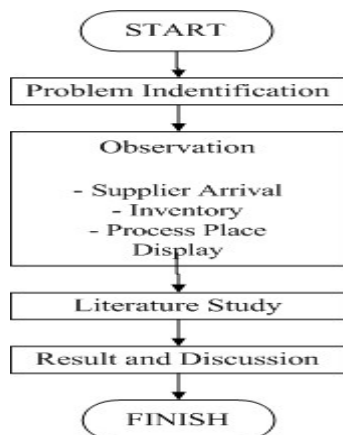 START
Problem Indentification
Observation
- Supplier Arrival
- Inventory
- Process Place
Display
Literature Study
Result and Discussion
FINISH